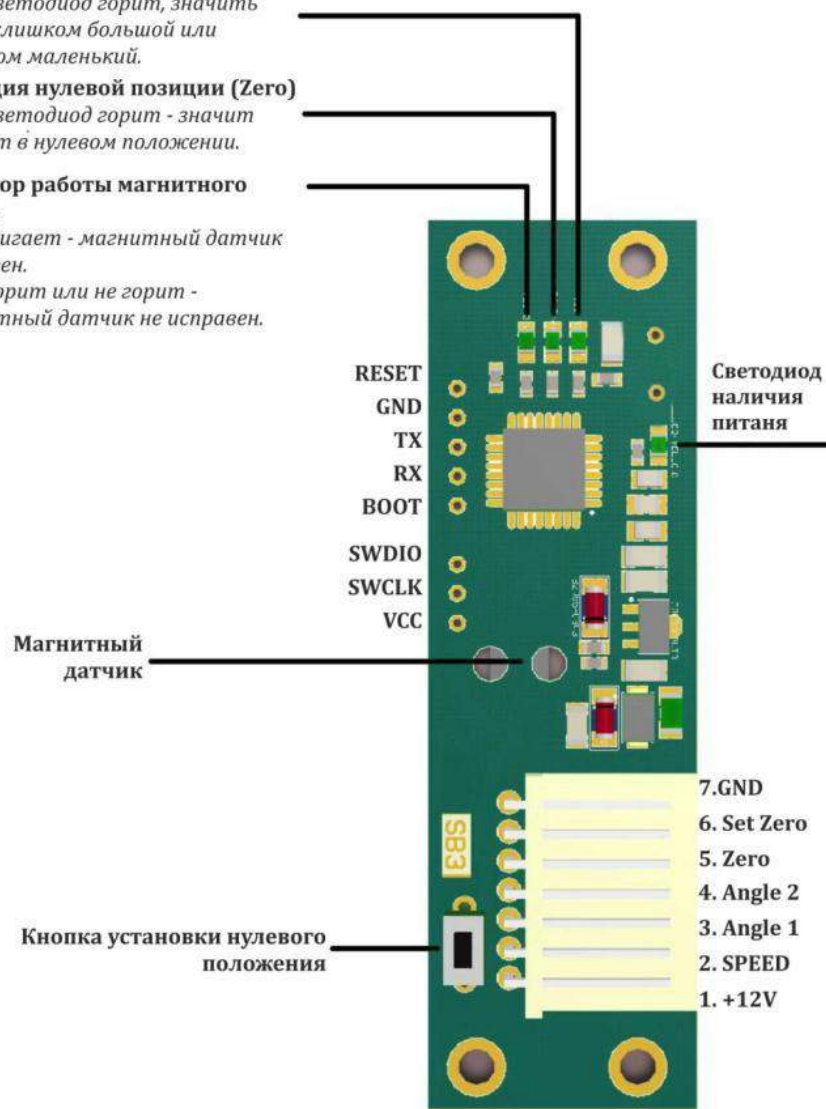 ветодиод горит, значить
лишком большой или
ом маленький.
ция нулевой позиции (Zero)
ветодиод горит - значит
т в нулевом положении.
ор работы магнитного
игает - магнитный датчик
ен.
орит или не горит -
тный датчик не исправен.
RESET
GND
TX
RX
BOOT
SWDIO
SWCLK
VCC
Светодиод
наличия
питаня
Магнитный
датчик
SB3
7.GND
6. Set Zero
5. Zero
4. Angle 2
3. Angle 1
2. SPEED
1. +12V
Кнопка установки нулевого
положения